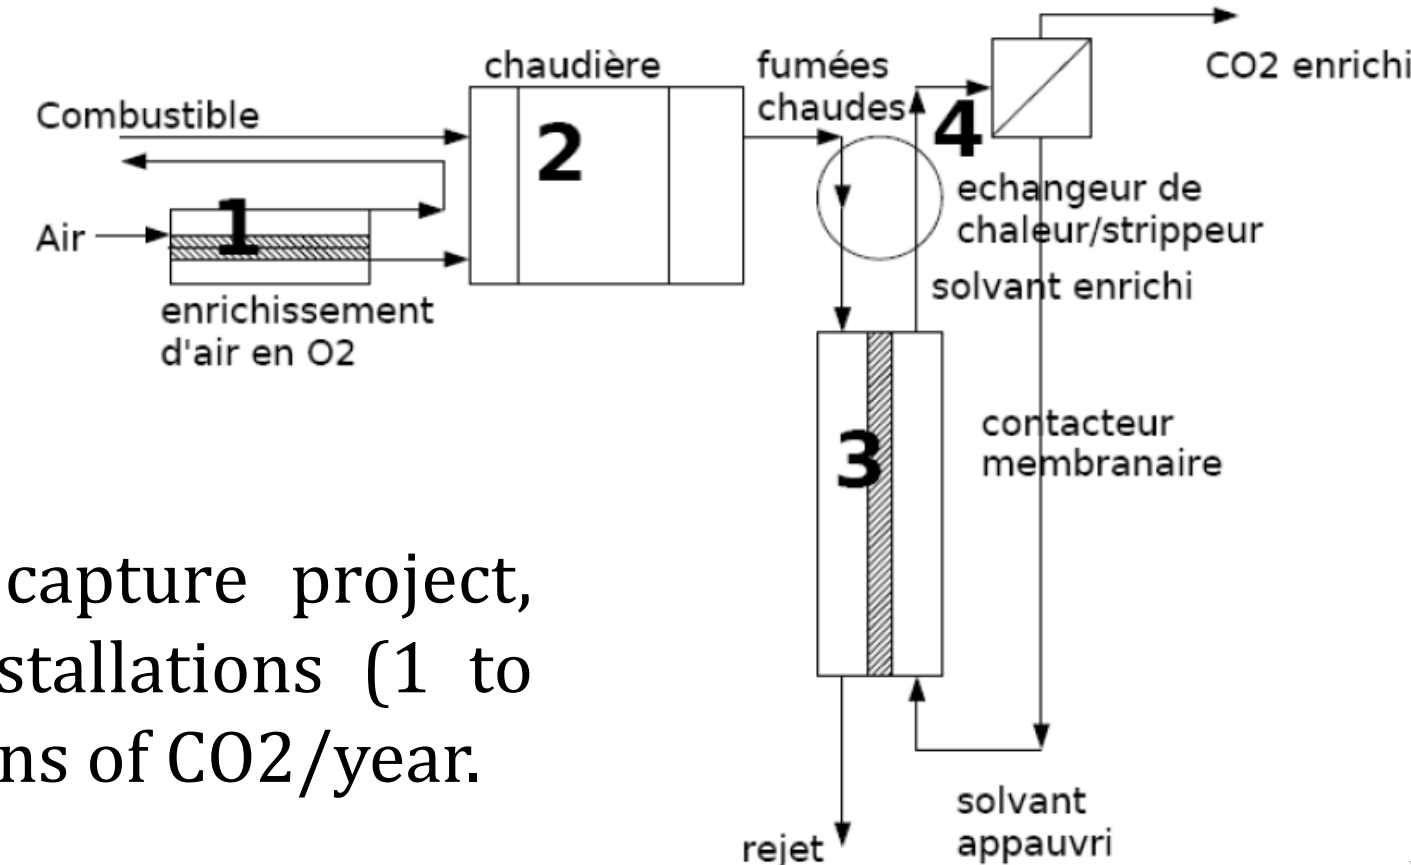 CO2 enrichi
chaudière
fumées
chaudes
Combustible
1
2
4
Air
echangeur de
chaleur/strippeur
solvant enrichi
enrichissement
d'air en O2
3
contacteur
membranaire
capture project,
stallations (1 to
ns of CO2/year.
solvant
appauvri
rejet